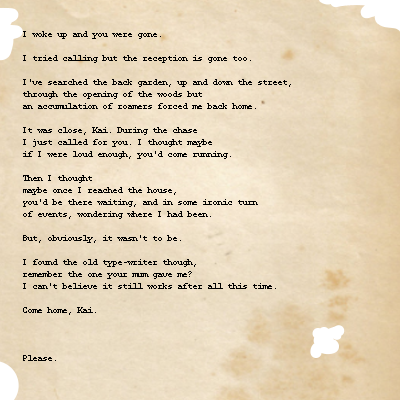 I woke up and you were gone.
I tried calling but the reception is gone too.
I've searched the back garden, up and down the street,
through the opening of the woods but
an accumulation of roamers forced me back home.
It was close, Kai. During the chase
I just called for you. I thought maybe
if I were loud enough, you'd come running.
Then I thought
maybe once I reached the house,
you'd be there waiting, and in some ironic turn
of events, wondering where I had been.
But, obviously, it wasn't to be.
I found the old type-writer though,
remember the one your mum gave me?
I can't believe it still works after all this time.
Come home, Kai.
Please.